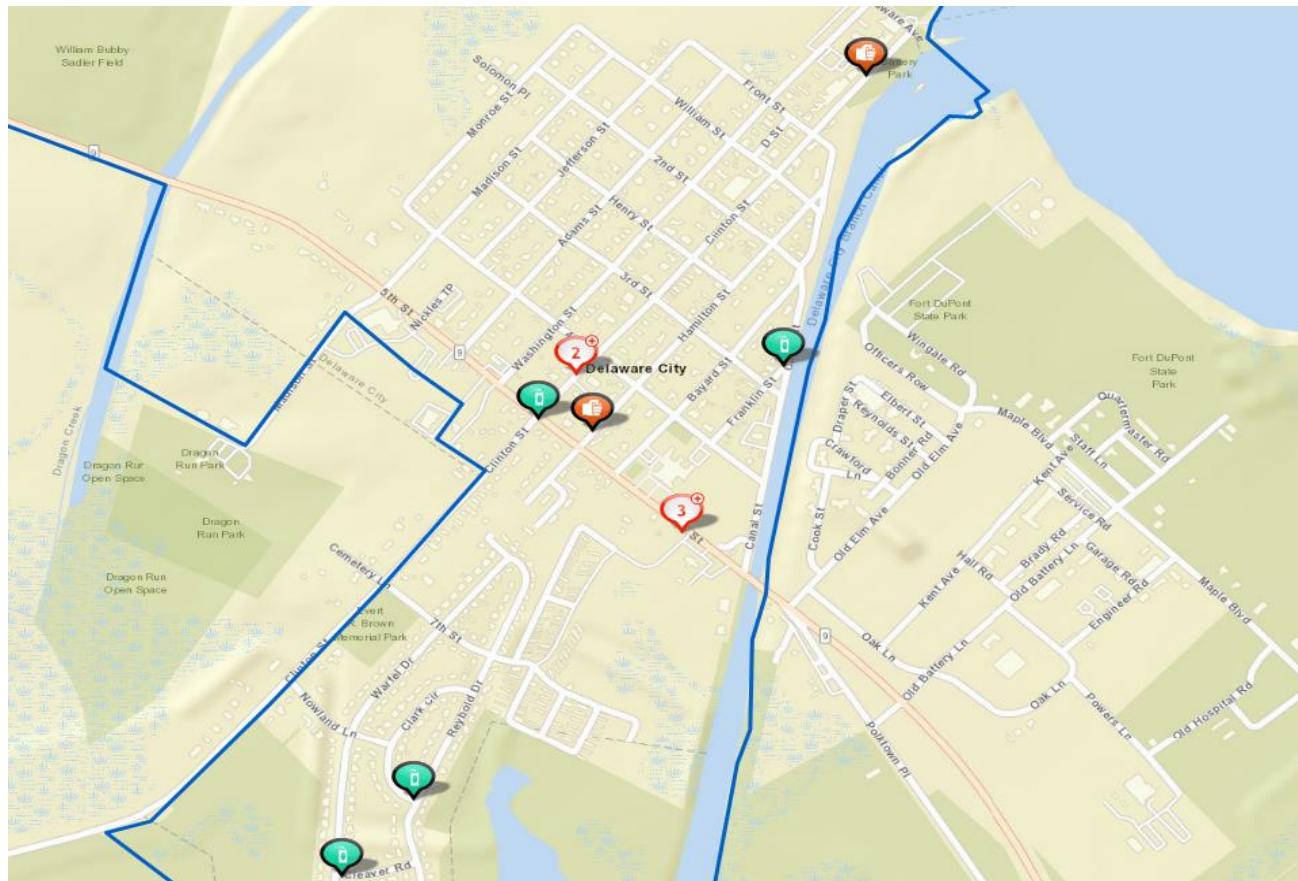 William Bubby
Sadler Field
ware Ave
ttery
Park
Solomon Pl
Monroe St
Front St
William St
D St
9
Madison St
Jefferson St
2nd St
Henry St
Adams St
Clinton St
Delaware City Branch Canal
5th St
Nickles TP
3rd St
Hamilton St
Fort DuPont
State Park
Wingate Rd
9
Washington St
2
Delaware City
Officers Row
Fort DuPont
State
Park
Delaware City
Madison St
Bayard St
Franklin St
Draper St
Elbert St
Reynolds St
Bonner Rd
Maple Blvd
Quartermaster Rd
Staff Ln
Kent Ave
Clinton St
Crawford
Ln
Old Elm Ave
Dragon Creek
Dragon
Run Park
Dragon Run
Open Space
3
St
Canal St
Cook St
Service Rd
Dragon
Run Park
Old Elm Ave
Brady Rd
Garage Rd
Cemetery Ln
Hall Rd
Old Battery Ln
Engineer Rd
Kent Ave
Maple Blvd
Dragon Run
Open Space
Evert
R. Brown
Memorial Park
7th St
9
Oak Ln
Old Battery Ln
Clinton St
Wartel Dr
Clark Cir
Reybold Dr
Nowland Ln
Oak Ln
Powers Ln
Old Hospital Rd
Polktown Pl
Cleaver Rd